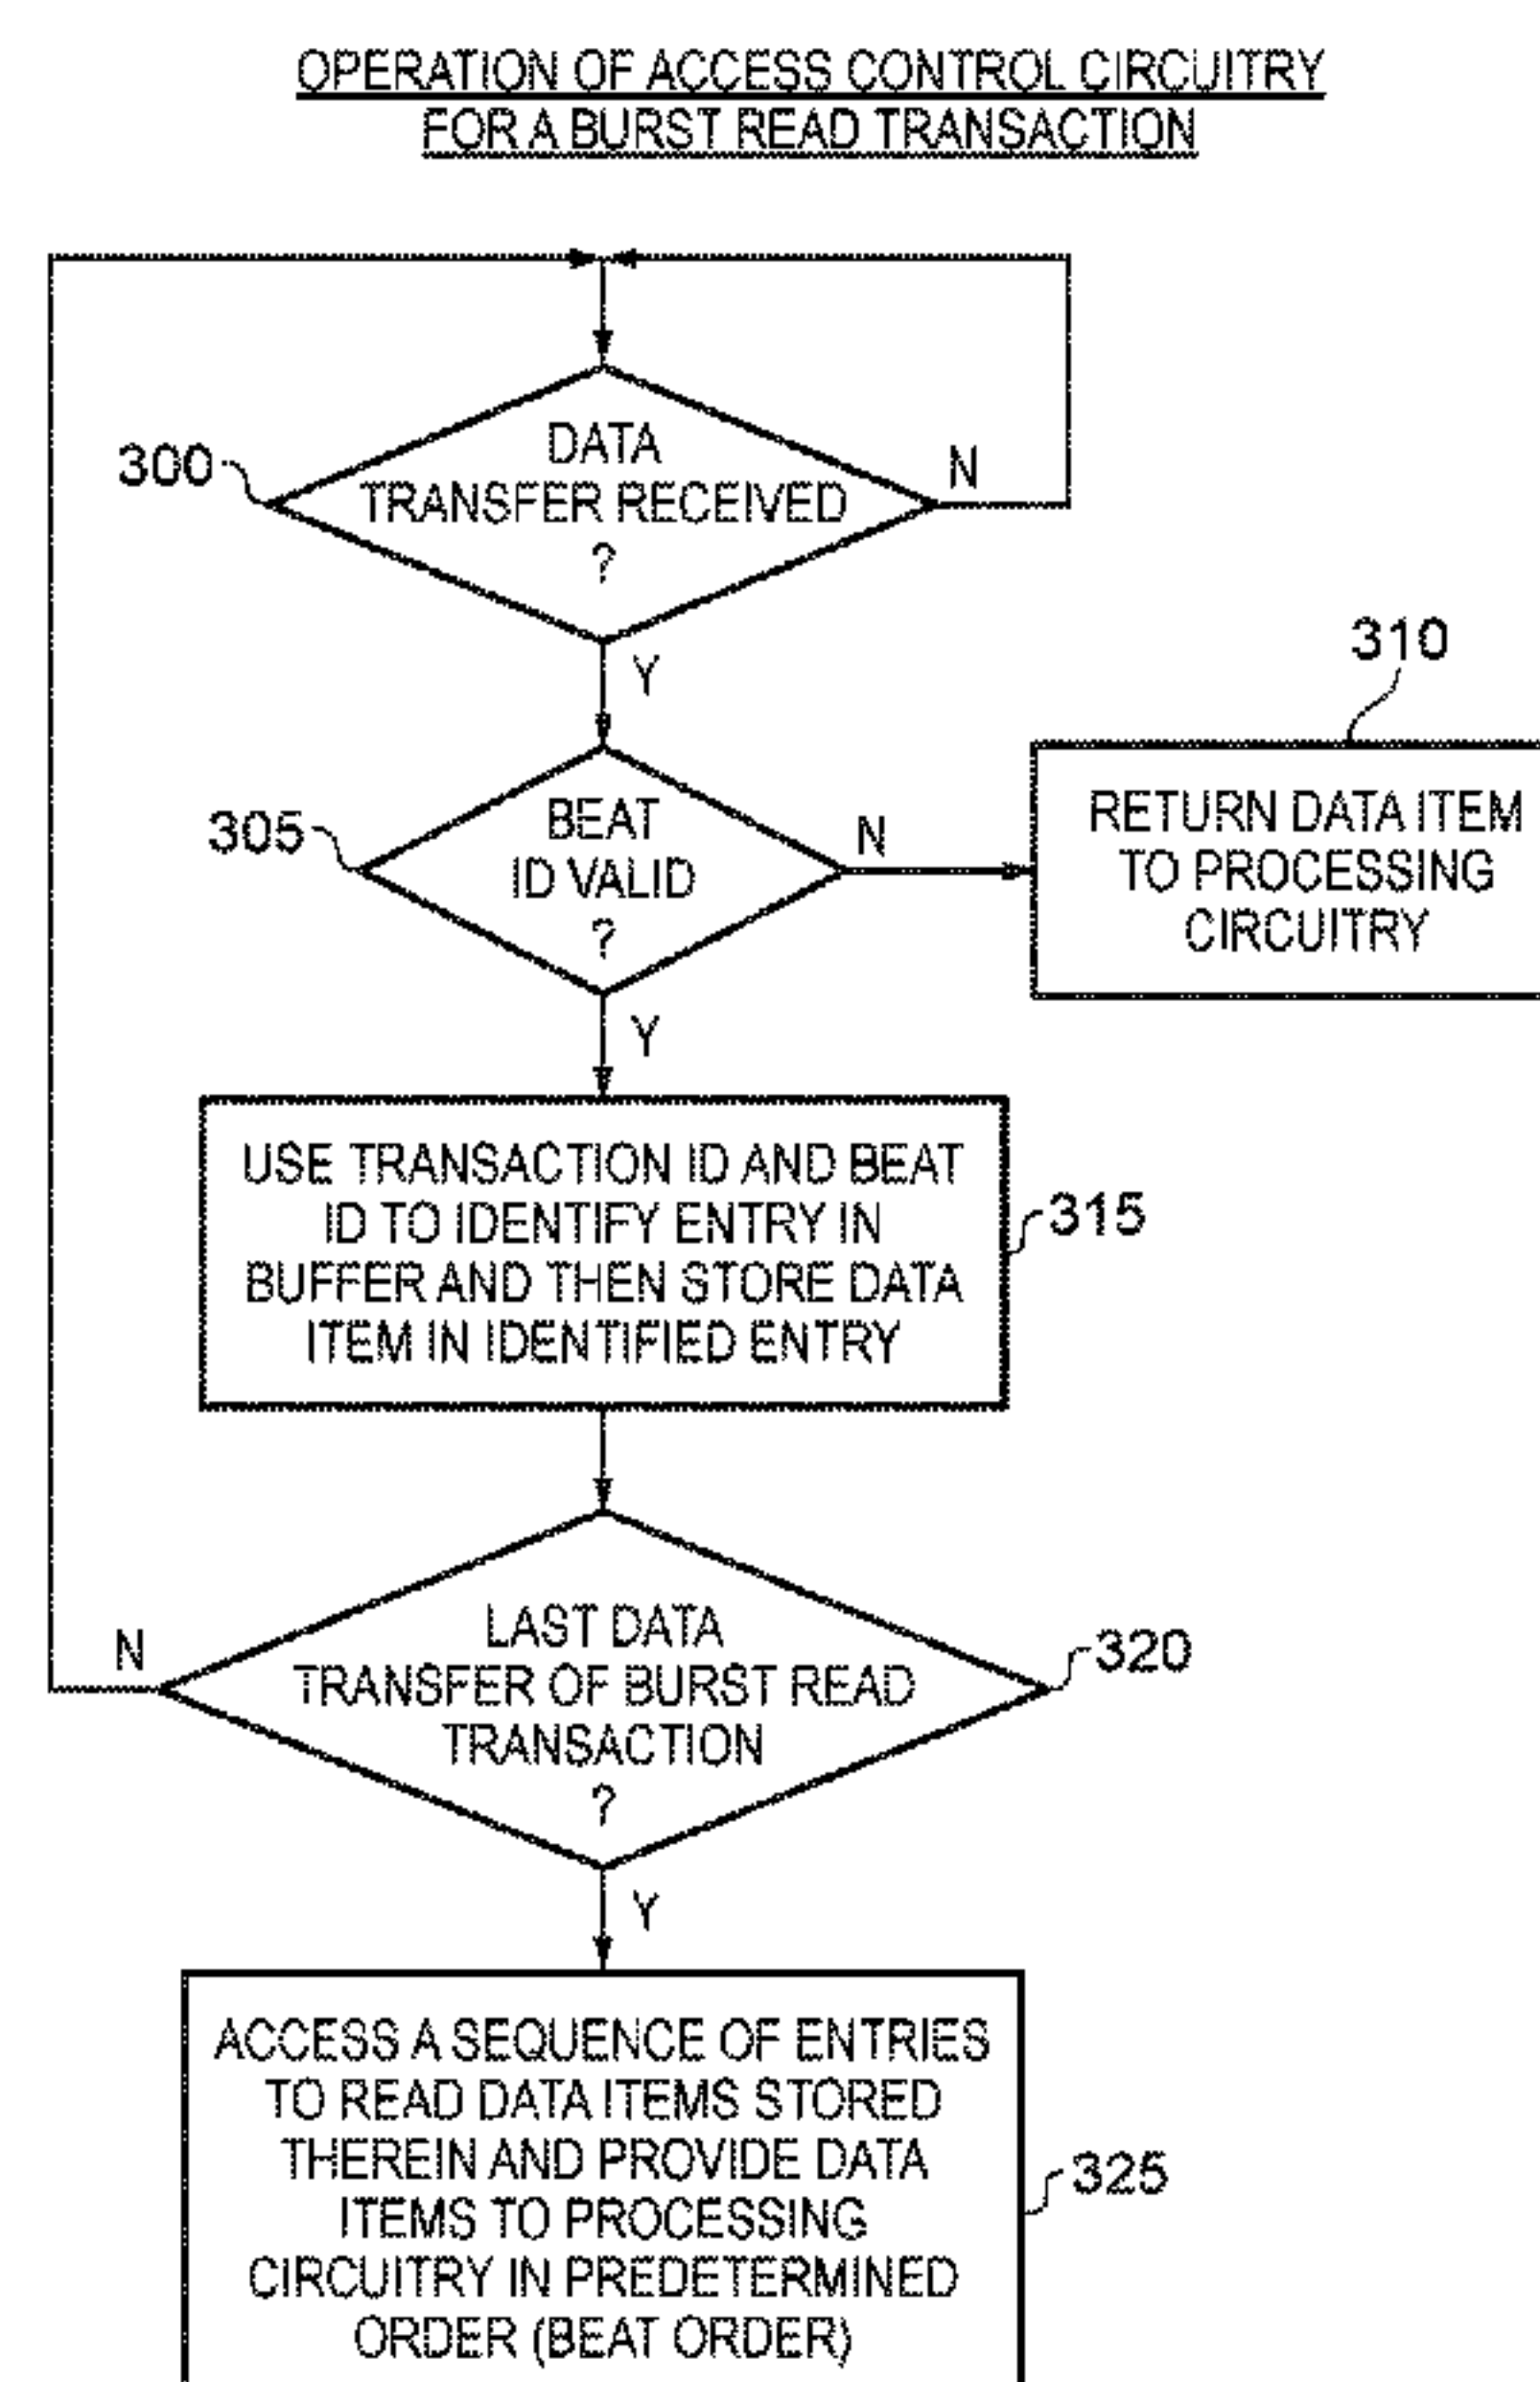 OPERATION OF ACCESS CONTROL CIRCUITRY
FOR A BURST READ TRANSACTION
300
DATA
TRANSFER RECEIVED
?
N
Y
310
305
BEAT
ID VALID
?
N
RETURN DATA ITEM
TO PROCESSING
CIRCUITRY
Y
USE TRANSACTION ID AND BEAT
ID TO IDENTIFY ENTRY IN
BUFFER AND THEN STORE DATA
ITEM IN IDENTIFIED ENTRY
315
N
LAST DATA
TRANSFER OF BURST READ
TRANSACTION
?
320
Y
ACCESS A SEQUENCE OF ENTRIES
TO READ DATA ITEMS STORED
THEREIN AND PROVIDE DATA
ITEMS TO PROCESSING
CIRCUITRY IN PREDETERMINED
ORDER (BEAT ORDER)
325